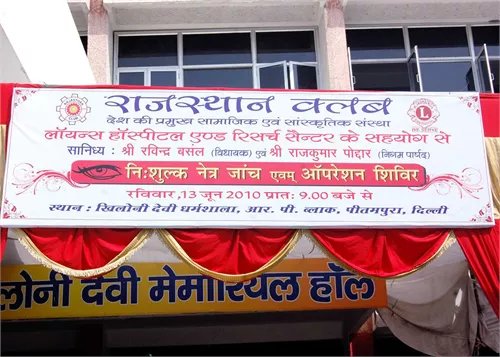 राजस्थान क्लब
देश की प्रमुख सामाजिक एवं सांस्कृतिक संस्था
लॉयन्स हॉस्पीटल एण्ड रिसर्च सैन्टर के सहयोग से
सानिध्य : श्री रविन्द्र बसंल (विधायक) एवं श्री राजकुमार पोद्दार (निगम पार्षद)
निःशुल्क नेत्र जांच एवम् ऑपरेशन शिविर
रविवार,13 जून 2010 प्रात: 9.00 बजे से
स्थान : खिलोनी देवी धर्मशाला, आर. पी. ब्लाक, पीतमपुरा, दिल्ली
लोनी देवी मेमोरियल हॉल